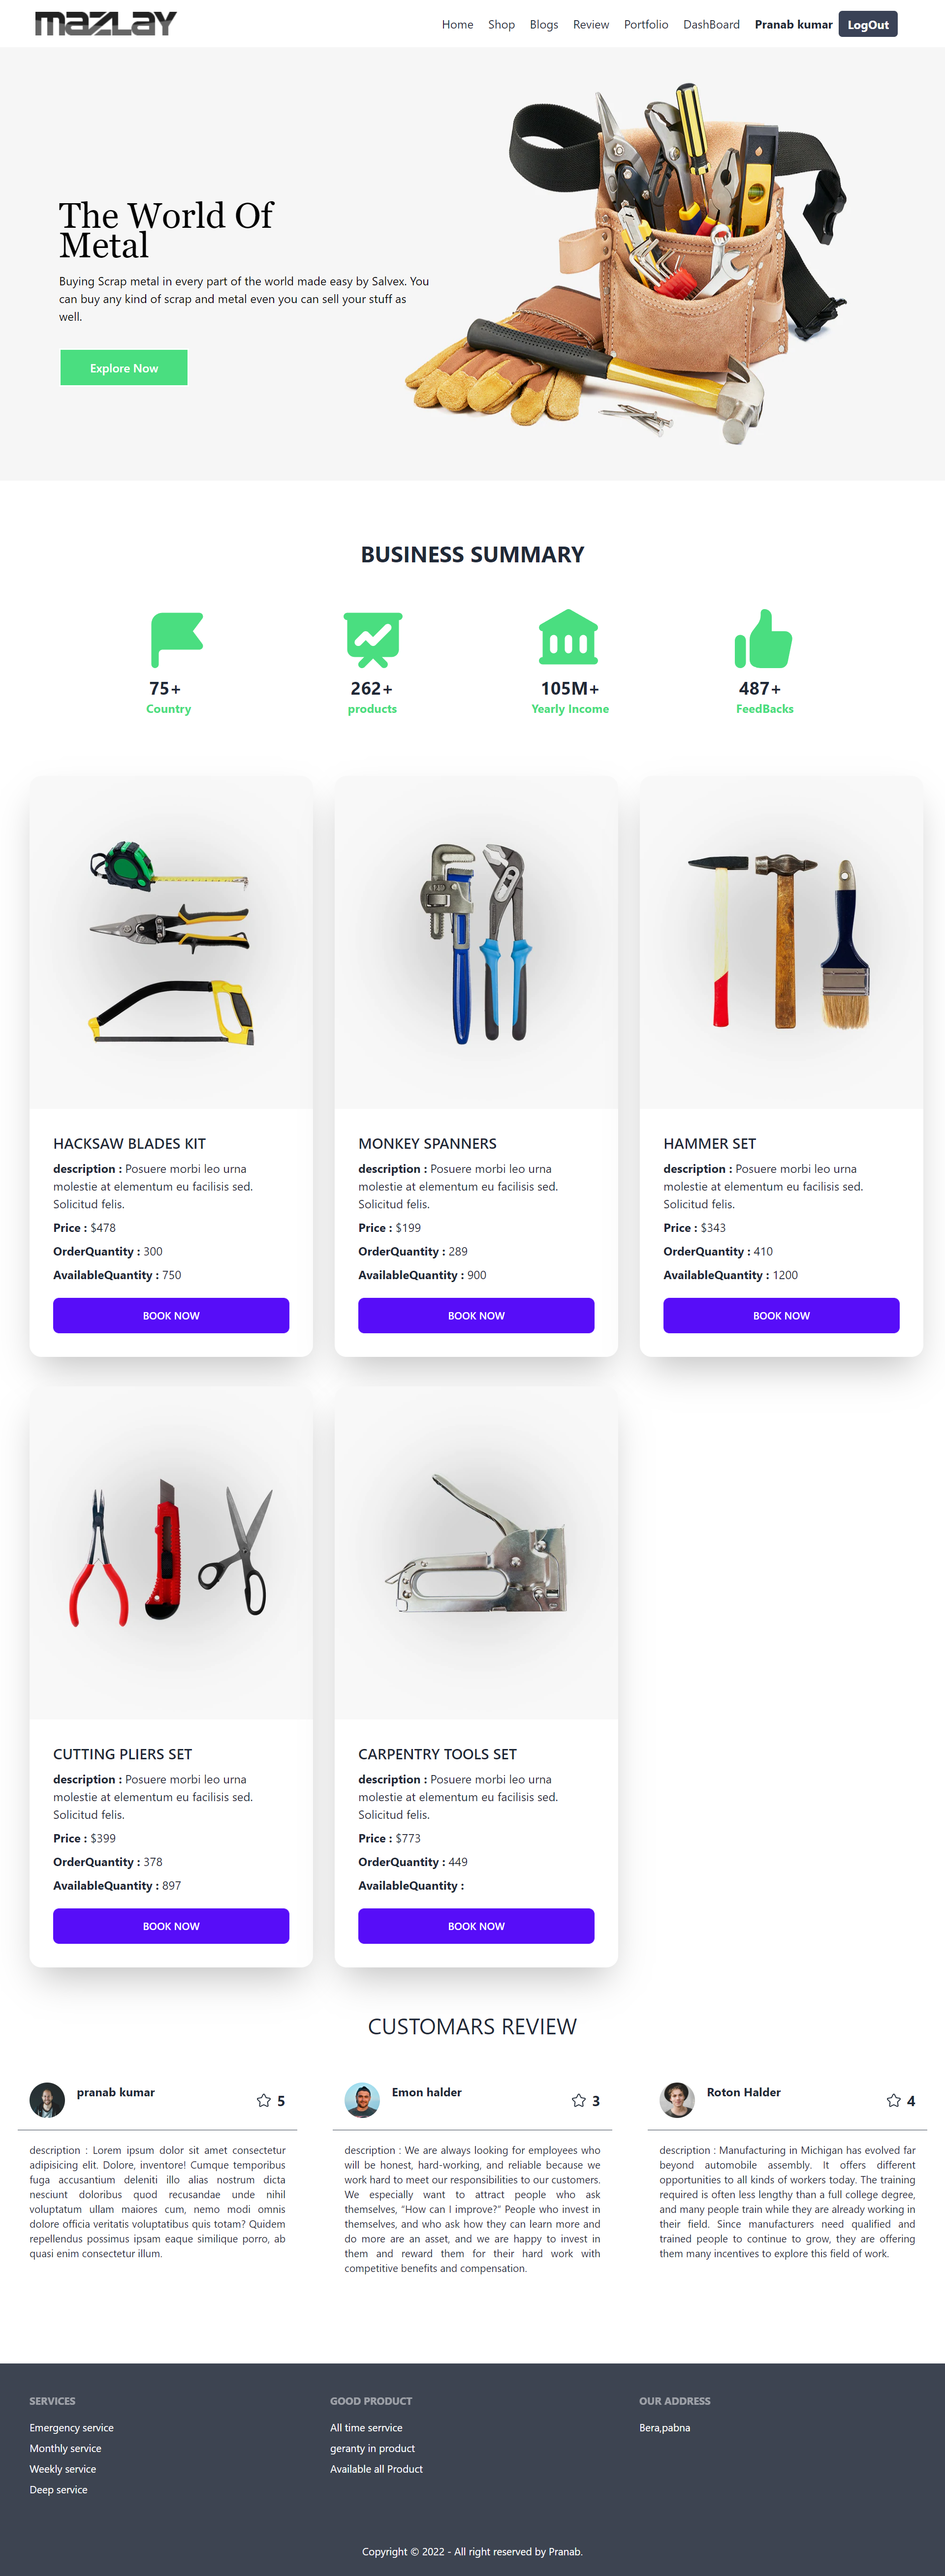 MAZLAY
Home Shop Blogs Review Portfolio DashBoard Pranab kumar LogOut
The World Of
Metal
Buying Scrap metal in every part of the world made easy by Salvex. You
can buy any kind of scrap and metal even you can sell your stuff as
well.
Explore Now
BUSINESS SUMMARY
75+
Country
262+
products
105M+
Yearly Income
487+
FeedBacks
HACKSAW BLADES KIT
description : Posuere morbi leo urna
molestie at elementum eu facilisis sed.
Solicitud felis.
Price : $478
OrderQuantity : 300
AvailableQuantity : 750
BOOK NOW
MONKEY SPANNERS
description : Posuere morbi leo urna
molestie at elementum eu facilisis sed.
Solicitud felis.
Price : $199
OrderQuantity : 289
AvailableQuantity : 900
BOOK NOW
HAMMER SET
description : Posuere morbi leo urna
molestie at elementum eu facilisis sed.
Solicitud felis.
Price : $343
OrderQuantity : 410
AvailableQuantity : 1200
BOOK NOW
CUTTING PLIERS SET
description : Posuere morbi leo urna
molestie at elementum eu facilisis sed.
Solicitud felis.
Price : $399
OrderQuantity : 378
AvailableQuantity : 897
BOOK NOW
CARPENTRY TOOLS SET
description : Posuere morbi leo urna
molestie at elementum eu facilisis sed.
Solicitud felis.
Price : $773
OrderQuantity : 449
AvailableQuantity :
BOOK NOW
CUSTOMARS REVIEW
pranab kumar
5
description : Lorem ipsum dolor sit amet consectetur
adipisicing elit. Dolore, inventore! Cumque temporibus
fuga accusantium deleniti illo alias nostrum dicta
nesciunt doloribus quod recusandae unde nihil
voluptatum ullam maiores cum, nemo modi omnis
dolore officia veritatis voluptatibus quis totam? Quidem
repellendus possimus ipsam eaque similique porro, ab
quasi enim consectetur illum.
Emon halder
3
description : We are always looking for employees who
will be honest, hard-working, and reliable because we
work hard to meet our responsibilities to our customers.
We especially want to attract people who ask
themselves, “How can I improve?” People who invest in
themselves, and who ask how they can learn more and
do more are an asset, and we are happy to invest in
them and reward them for their hard work with
competitive benefits and compensation.
Roton Halder
4
description : Manufacturing in Michigan has evolved far
beyond automobile assembly. It offers different
opportunities to all kinds of workers today. The training
required is often less lengthy than a full college degree,
and many people train while they are already working in
their field. Since manufacturers need qualified and
trained people to continue to grow, they are offering
them many incentives to explore this field of work.
SERVICES
Emergency service
Monthly service
Weekly service
Deep service
GOOD PRODUCT
All time serrvice
geranty in product
Available all Product
OUR ADDRESS
Bera,pabna
Copyright © 2022 - All right reserved by Pranab.